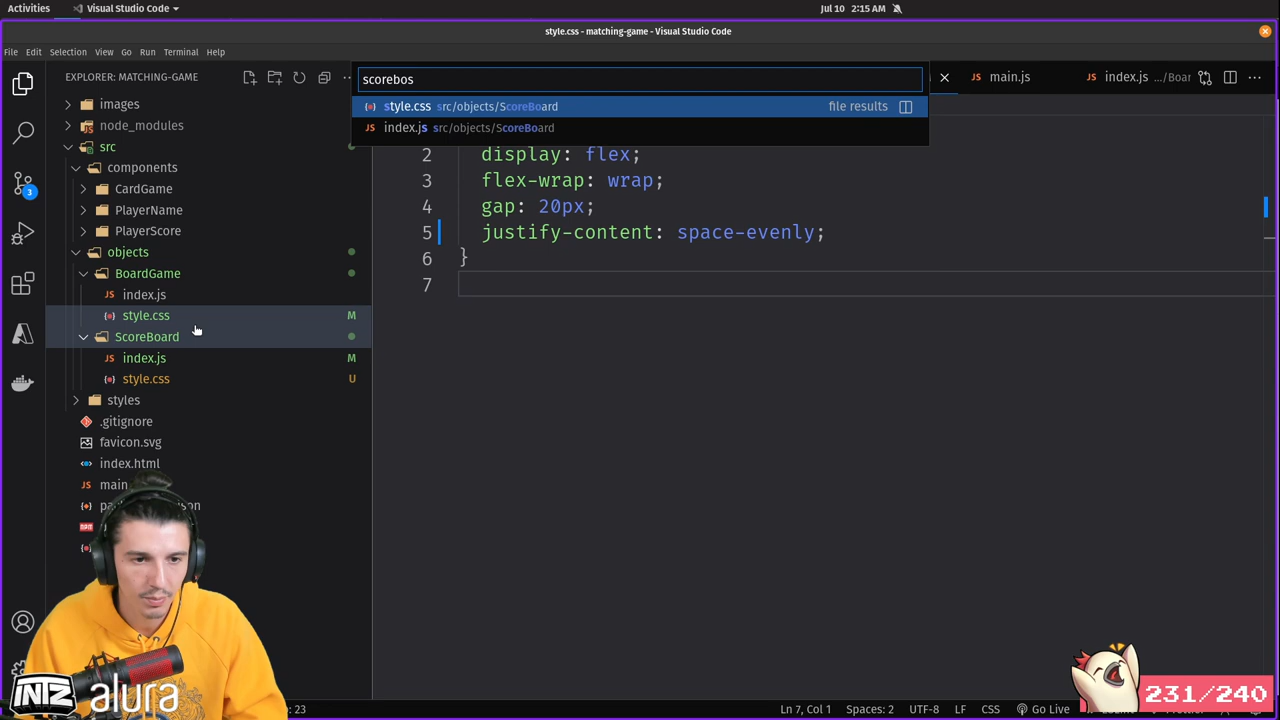 Activities
Visual Studio Code
Jul 10 2:15 AM
style.css - matching-game - Visual Studio Code
File Edit Selection View Go Run Terminal Help
EXPLORER: MATCHING-GAME
scorebos
main.js
index.js .../Boar
style.css src/objects/ScoreBoard file results
index.js src/objects/ScoreBoard
images
node_modules
src
components
CardGame
PlayerName
PlayerScore
objects
BoardGame
JS index.js
style.css M
ScoreBoard
JS index.js M
style.css U
styles
.gitignore
favicon.svg
index.html
JS main
3
2 display: flex;
3 flex-wrap: wrap;
4 gap: 20px;
5 justify-content: space-evenly;
6 }
7
INTZ alura
231/240
Ln 7, Col 1 Spaces: 2 UTF-8 LF CSS Go Live